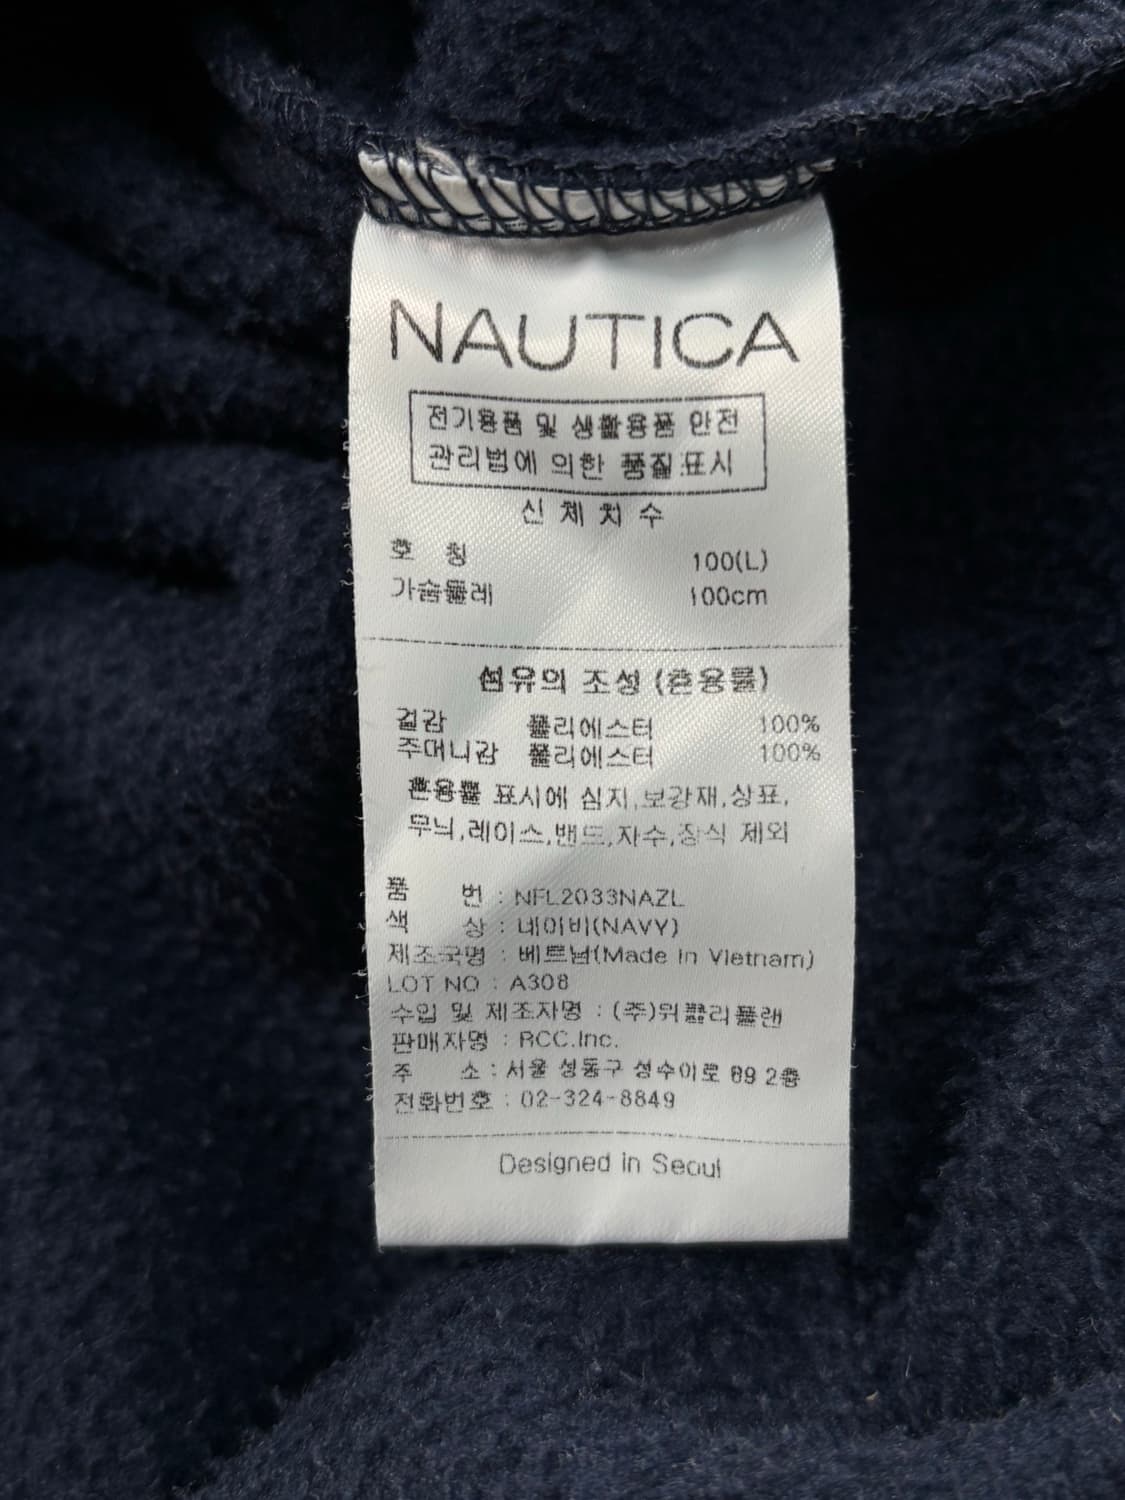 NAUTICA
전기용품 및 생활용품 안전
관리법에 의한 품질표시
신체치수
호 칭 100(L)
가슴둘레 100cm
섬유의 조성 (혼용률)
겉감 폴리에스터 100%
주머니감 폴리에스터 100%
혼용률 표시에 심지,보강재,상표,
무늬,레이스,밴드,자수,장식 제외
품 번 : NFL2033NAZL
색 상 : 네이비(NAVY)
제조국명 : 베트남(Made in Vietnam)
LOT NO : A308
수입 및 제조자명 : (주)위클리플랜
판매자명 : RCC.Inc.
주 소 : 서울 성동구 성수이로 89 2층
전화번호 : 02-324-8849
Designed in Seoul